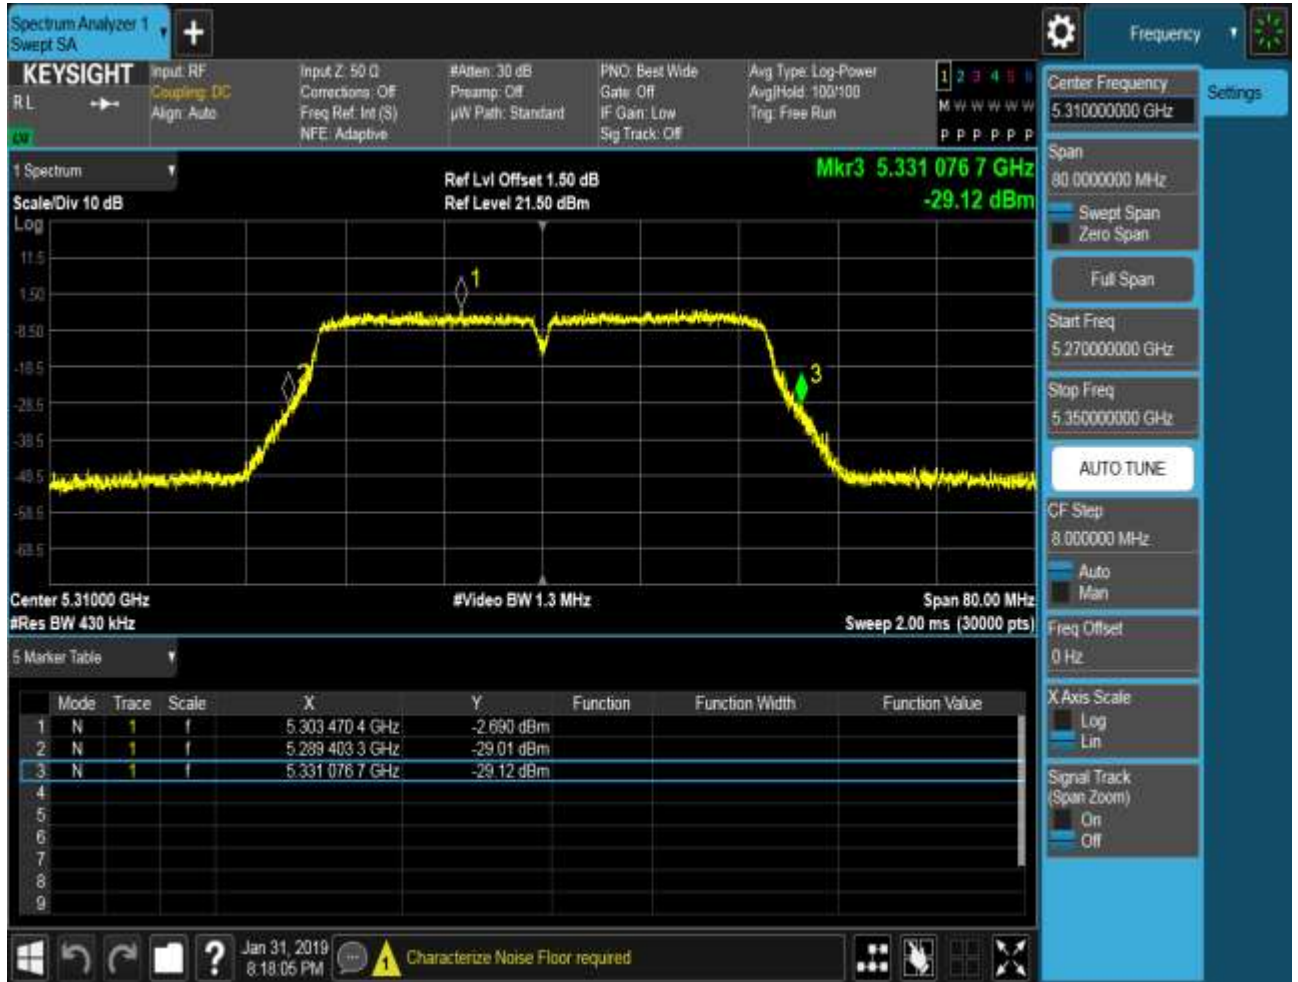 Spectrum Analyzer 1
Swept SA
+
Frequency
KEYSIGHT
RL
Input: RF
Coupling: DC
Align: Auto
Input Z: 50 Ω
Corrections: Off
Freq Ref: Int (S)
NFE: Adaptive
#Atten: 30 dB
Preamp: Off
µW Path: Standard
PNO: Best Wide
Gate: Off
IF Gain: Low
Sig Track: Off
Avg Type: Log-Power
Avg|Hold: 100/100
Trig: Free Run
1 2 3 4 5 6
M W W W W W
P P P P P P
1 Spectrum
Scale/Div 10 dB
Ref Lvl Offset 1.50 dB
Ref Level 21.50 dBm
Mkr3 5.331 076 7 GHz
-29.12 dBm
Log
11.5
1.50
-8.50
-18.5
-28.5
-38.5
-48.5
-58.5
-68.5
1
2
3
Center 5.31000 GHz
#Video BW 1.3 MHz
Span 80.00 MHz
#Res BW 430 kHz
Sweep 2.00 ms (30000 pts)
5 Marker Table
Mode Trace Scale X Y Function Function Width Function Value
1 N 1 f 5.303 470 4 GHz -2.690 dBm
2 N 1 f 5.289 403 3 GHz -29.01 dBm
3 N 1 f 5.331 076 7 GHz -29.12 dBm
4
5
6
7
8
9
Jan 31, 2019
8:18:05 PM
?
1
Characterize Noise Floor required
Center Frequency
5.310000000 GHz
Settings
Span
80.0000000 MHz
Swept Span
Zero Span
Full Span
Start Freq
5.270000000 GHz
Stop Freq
5.350000000 GHz
AUTO TUNE
CF Step
8.000000 MHz
Auto
Man
Freq Offset
0 Hz
X Axis Scale
Log
Lin
Signal Track
(Span Zoom)
On
Off